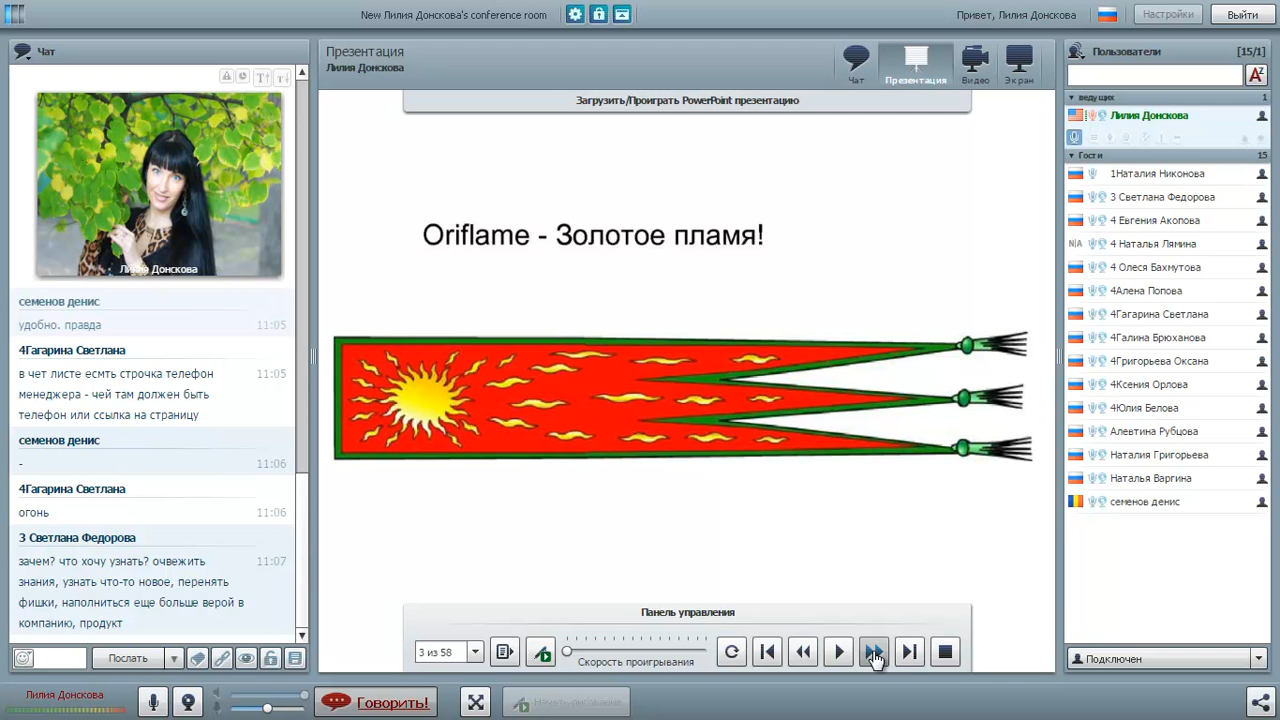 New Лилия Донскова's conference room
Привет, Лилия Донскова
Настройки
Выйти
Чат
Лилия Донскова
семенов денис
удобно. правда 11:05
4Гагарина Светлана
в чет листе есмть строчка телефон 11:05
менеджера - чей там должен быть
телефон или ссылка на страницу
семенов денис
- 11:06
4Гагарина Светлана
огонь 11:06
3 Светлана Федорова
зачем? что хочу узнать? очвежить 11:07
знания, узнать что-то новое, перенять
фишки, наполниться еще больше верой в
компанию, продукт
Послать
Презентация
Лилия Донскова
Чат
Презентация
Видео
Экран
Загрузить/Проиграть PowerPoint презентацию
Oriflame - Золотое пламя!
Панель управления
3 из 58
Скорость проигрывания
Пользователи [15/1]
ведущих 1
Лилия Донскова
Гости 15
1Наталия Никонова
3 Светлана Федорова
4 Евгения Акопова
N|A 4 Наталья Лямина
4 Олеся Бахмутова
4Алена Попова
4Гагарина Светлана
4Галина Брюханова
4Григорьева Оксана
4Ксения Орлова
4Юлия Белова
Алевтина Рубцова
Наталия Григорьева
Наталья Варгина
семенов денис
Подключен
Лилия Донскова
Говорить!